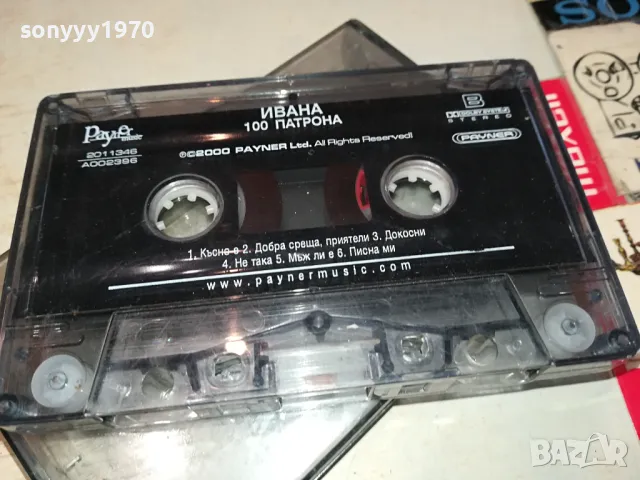 sonyyy1970
SO
ИВАНА
100 ПАТРОНА
Payner music
2011346
A002396
℗©2000 PAYNER Ltd. All Rights Reserved!
2
DOLBY SYSTEM
STEREO
PAYNER
1. Късно е 2. Добра среща, приятели 3. Докосни
4. Не така 5. Мъж ли е 6. Писна ми
www.paynermusic.com
BAZAR
.bg